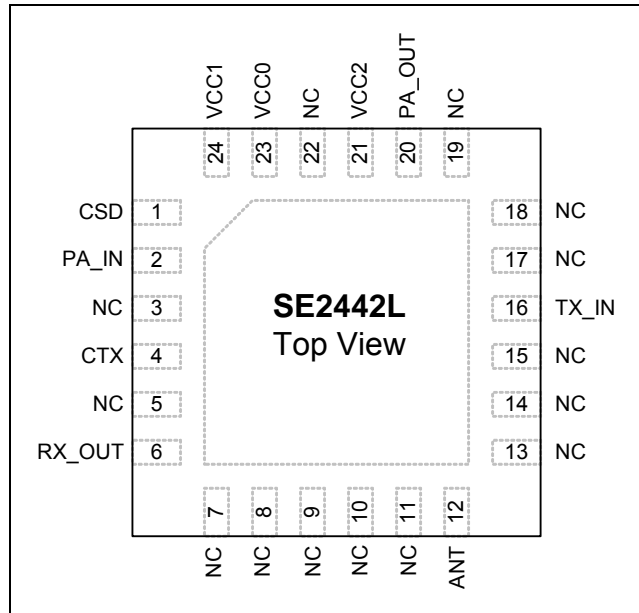 VCC1 VCC0 NC VCC2 PA_OUT NC
24 23 22 21 20 19
CSD 1
PA_IN 2
NC 3
CTX 4
NC 5
RX_OUT 6
SE2442L
Top View
18 NC
17 NC
16 TX_IN
15 NC
14 NC
13 NC
7 8 9 10 11 12
NC NC NC NC NC ANT